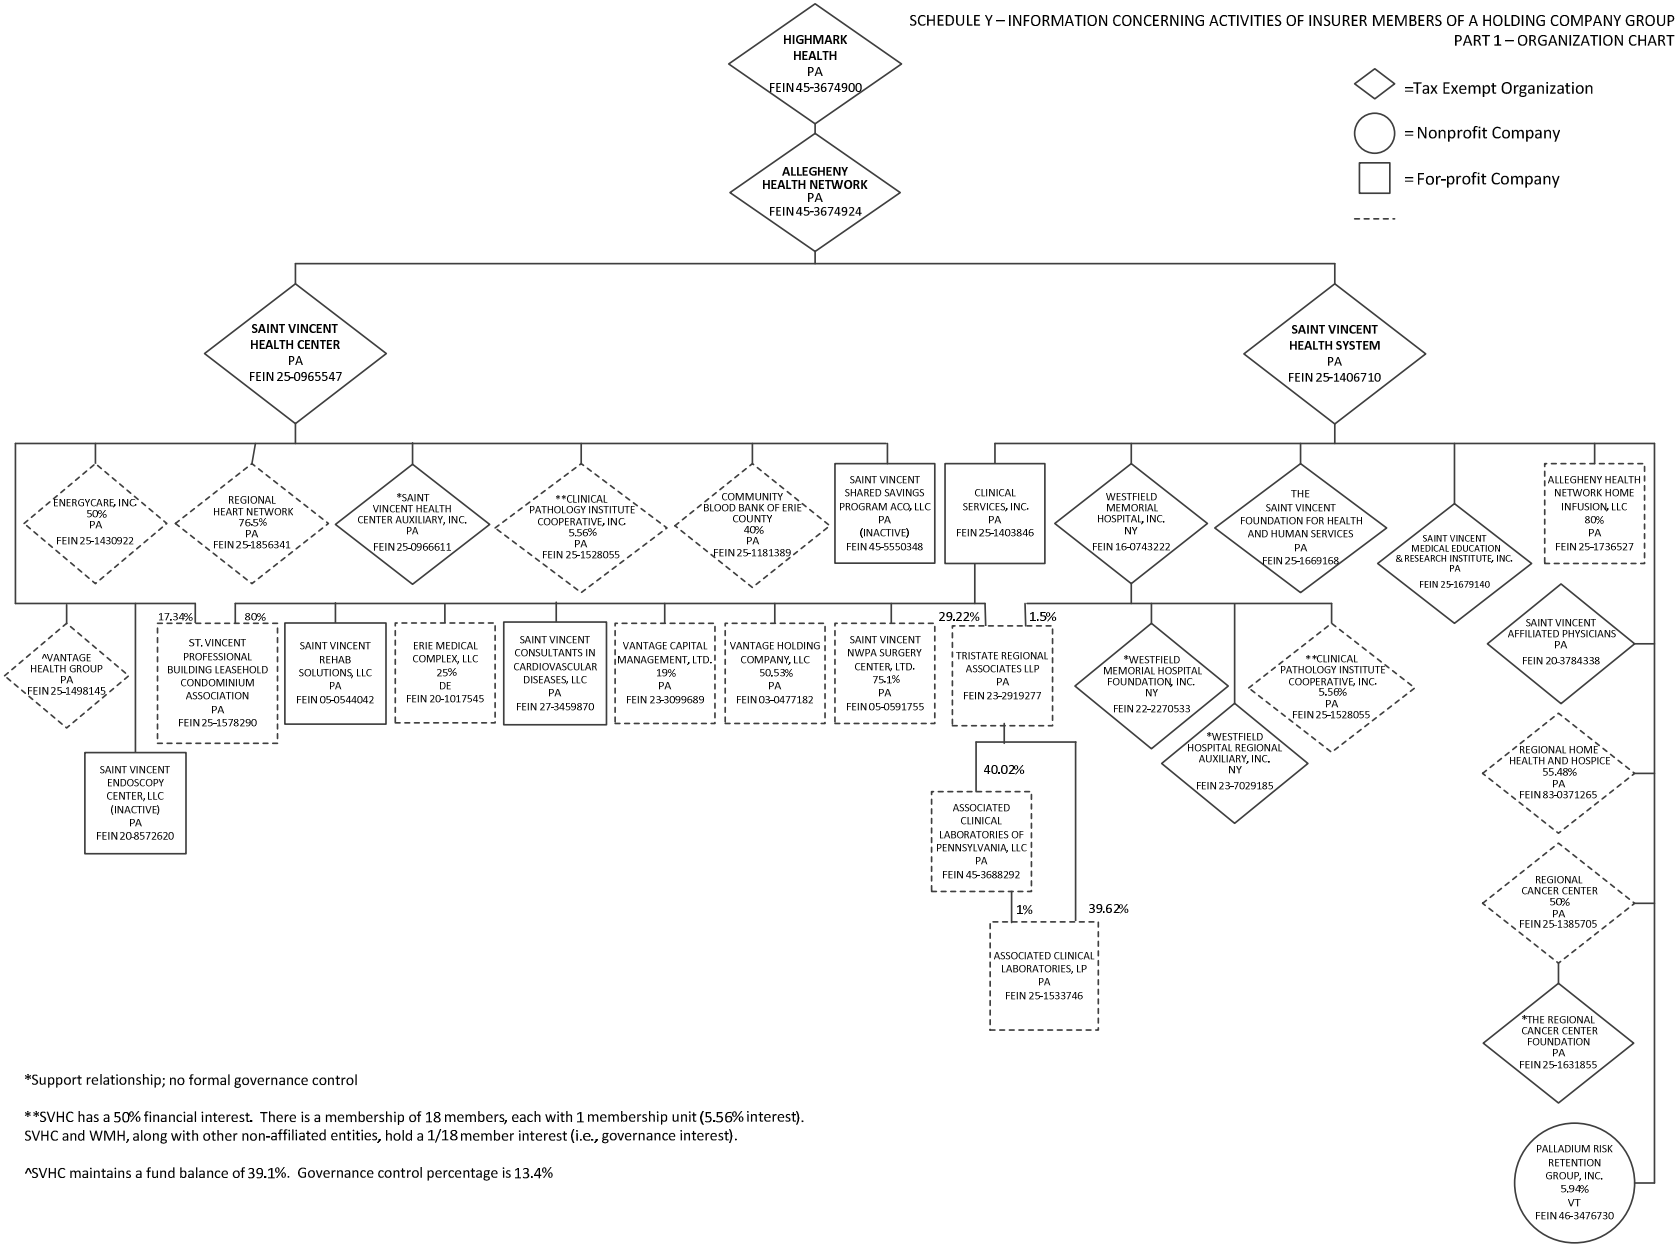 SCHEDULE Y – INFORMATION CONCERNING ACTIVITIES OF INSURER MEMBERS OF A HOLDING COMPANY GROUP
PART 1 – ORGANIZATION CHART
=Tax Exempt Organization
= Nonprofit Company
= For-profit Company
HIGHMARK
HEALTH
PA
FEIN 45-3674900
ALLEGHENY
HEALTH NETWORK
PA
FEIN 45-3674924
SAINT VINCENT
HEALTH CENTER
PA
FEIN 25-0965547
SAINT VINCENT
HEALTH SYSTEM
PA
FEIN 25-1406710
ENERGYCARE, INC.
50%
PA
FEIN 25-1430922
REGIONAL
HEART NETWORK
76.5%
PA
FEIN 25-1856341
*SAINT
VINCENT HEALTH
CENTER AUXILIARY, INC.
PA
FEIN 25-0966611
**CLINICAL
PATHOLOGY INSTITUTE
COOPERATIVE, INC.
5.56%
PA
FEIN 25-1528055
COMMUNITY
BLOOD BANK OF ERIE
COUNTY
40%
PA
FEIN 25-1181389
SAINT VINCENT
SHARED SAVINGS
PROGRAM ACO, LLC
PA
(INACTIVE)
FEIN 45-5550348
CLINICAL
SERVICES, INC.
PA
FEIN 25-1403846
WESTFIELD
MEMORIAL
HOSPITAL, INC.
NY
FEIN 16-0743222
THE
SAINT VINCENT
FOUNDATION FOR HEALTH
AND HUMAN SERVICES
PA
FEIN 25-1669168
SAINT VINCENT
MEDICAL EDUCATION
& RESEARCH INSTITUTE, INC.
PA
FEIN 25-1679140
ALLEGHENY HEALTH
NETWORK HOME
INFUSION, LLC
80%
PA
FEIN 25-1736527
^VANTAGE
HEALTH GROUP
PA
FEIN 25-1498145
17.34%
80%
ST. VINCENT
PROFESSIONAL
BUILDING LEASEHOLD
CONDOMINIUM
ASSOCIATION
PA
FEIN 25-1578290
SAINT VINCENT
REHAB
SOLUTIONS, LLC
PA
FEIN 05-0544042
ERIE MEDICAL
COMPLEX, LLC
25%
DE
FEIN 20-1017545
SAINT VINCENT
CONSULTANTS IN
CARDIOVASCULAR
DISEASES, LLC
PA
FEIN 27-3459870
VANTAGE CAPITAL
MANAGEMENT, LTD.
19%
PA
FEIN 23-3099689
VANTAGE HOLDING
COMPANY, LLC
50.53%
PA
FEIN 03-0477182
SAINT VINCENT
NWPA SURGERY
CENTER, LTD.
75.1%
PA
FEIN 05-0591755
29.22%
1.5%
TRISTATE REGIONAL
ASSOCIATES LLP
PA
FEIN 23-2919277
*WESTFIELD
MEMORIAL HOSPITAL
FOUNDATION, INC.
NY
FEIN 22-2270533
*WESTFIELD
HOSPITAL REGIONAL
AUXILIARY, INC.
NY
FEIN 23-7029185
**CLINICAL
PATHOLOGY INSTITUTE
COOPERATIVE, INC.
5.56%
PA
FEIN 25-1528055
SAINT VINCENT
AFFILIATED PHYSICIANS
PA
FEIN 20-3784338
SAINT VINCENT
ENDOSCOPY
CENTER, LLC
(INACTIVE)
PA
FEIN 20-8572620
40.02%
ASSOCIATED
CLINICAL
LABORATORIES OF
PENNSYLVANIA, LLC
PA
FEIN 45-3688292
1%
39.62%
ASSOCIATED CLINICAL
LABORATORIES, LP
PA
FEIN 25-1533746
REGIONAL HOME
HEALTH AND HOSPICE
55.48%
PA
FEIN 83-0371265
REGIONAL
CANCER CENTER
50%
PA
FEIN 25-1385705
*THE REGIONAL
CANCER CENTER
FOUNDATION
PA
FEIN 25-1631855
PALLADIUM RISK
RETENTION
GROUP, INC.
5.94%
VT
FEIN 46-3476730
*Support relationship; no formal governance control
**SVHC has a 50% financial interest. There is a membership of 18 members, each with 1 membership unit (5.56% interest).
SVHC and WMH, along with other non-affiliated entities, hold a 1/18 member interest (i.e., governance interest).
^SVHC maintains a fund balance of 39.1%. Governance control percentage is 13.4%